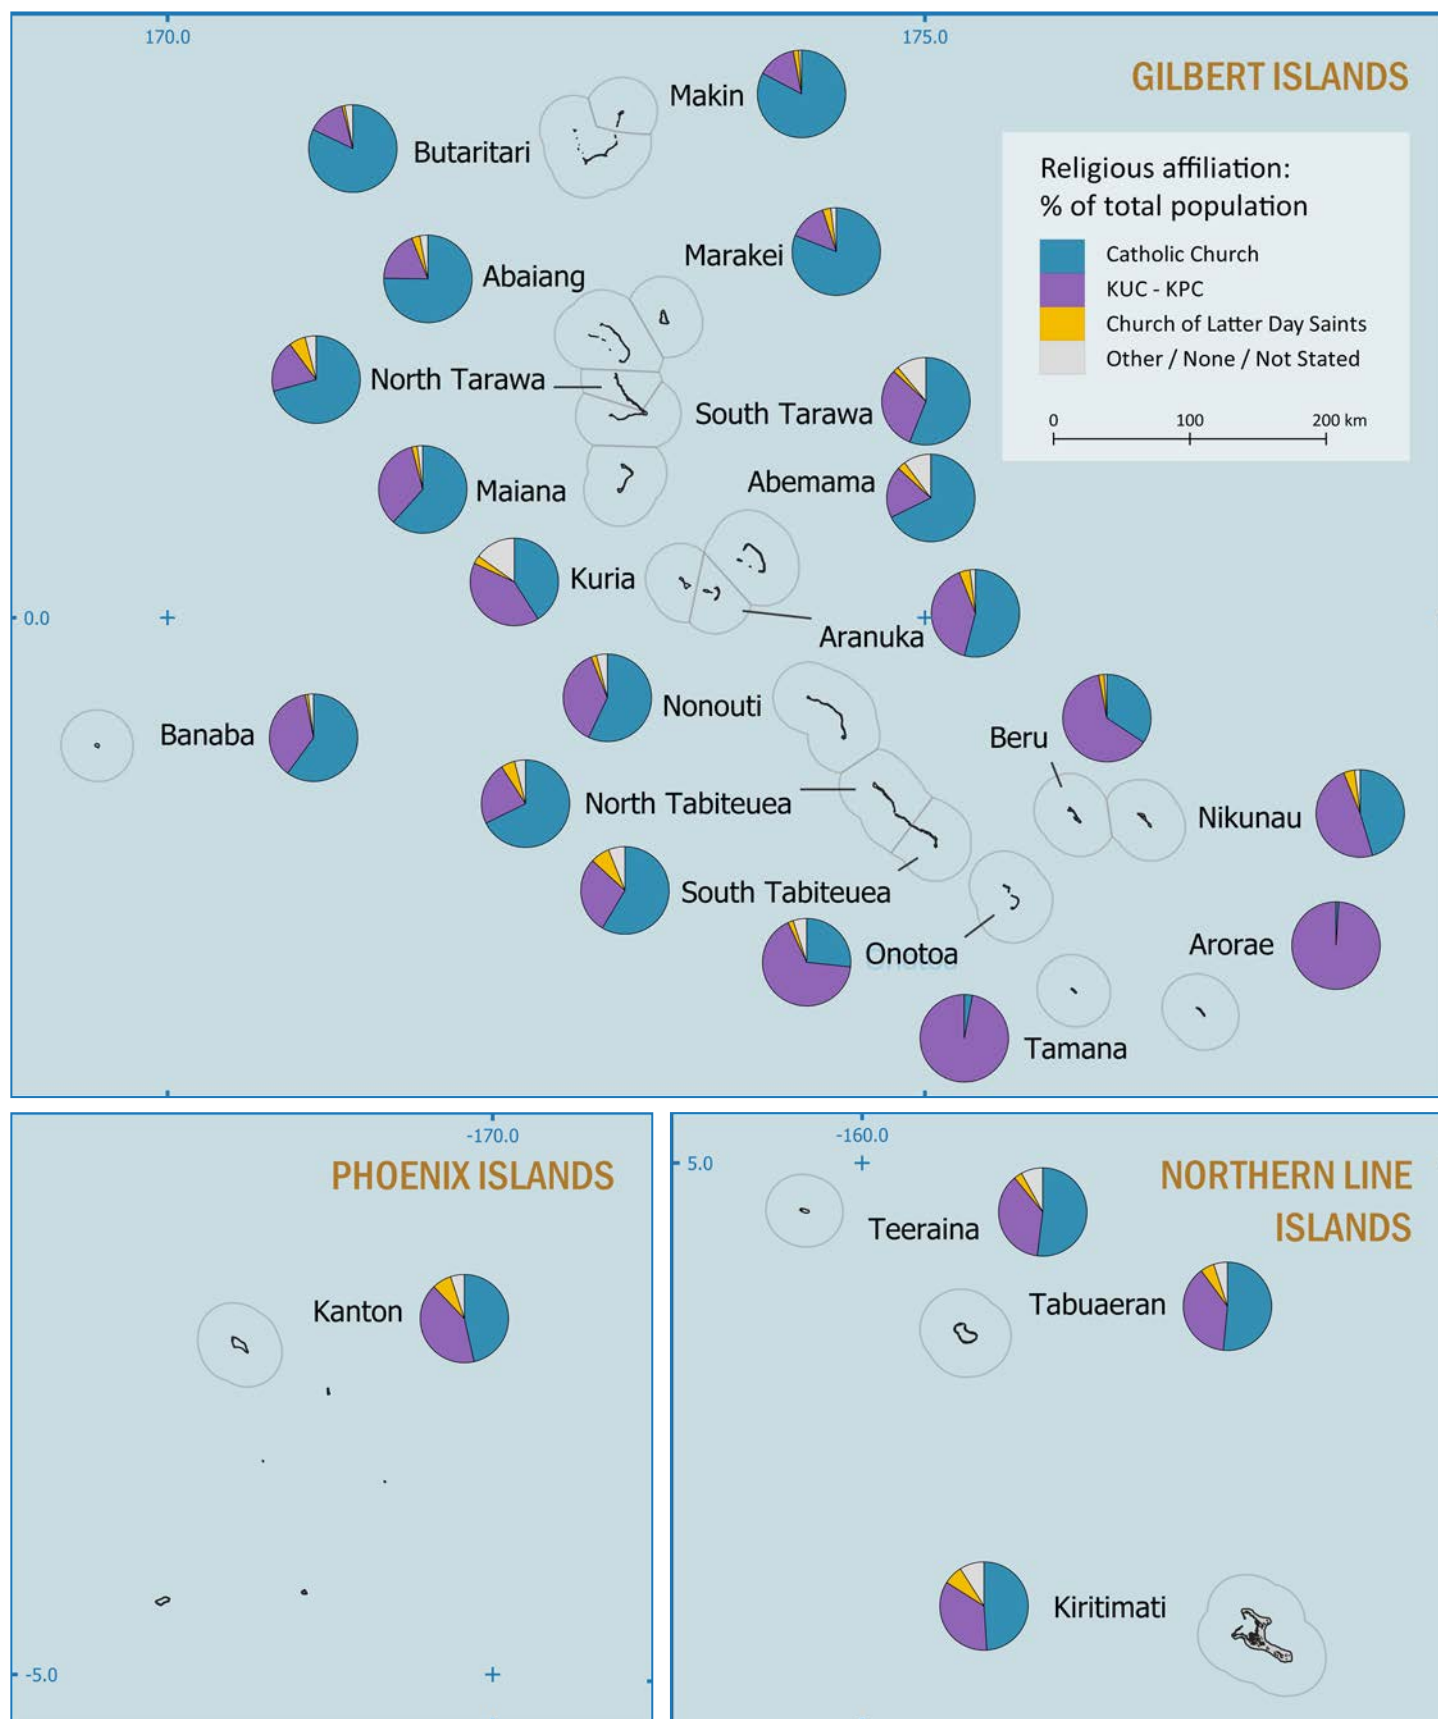 170.0
175.0
GILBERT ISLANDS
Makin
Butaritari
Religious affiliation:
% of total population
Catholic Church
KUC - KPC
Church of Latter Day Saints
Other / None / Not Stated
0 100 200 km
Marakei
Abaiang
North Tarawa
South Tarawa
Abemama
Maiana
Kuria
0.0
Aranuka
Nonouti
Banaba
Beru
North Tabiteuea
Nikunau
South Tabiteuea
Onotoa
Arorae
Tamana
-170.0
PHOENIX ISLANDS
Kanton
-5.0
-160.0
5.0
NORTHERN LINE
ISLANDS
Teeraina
Tabuaeran
Kiritimati